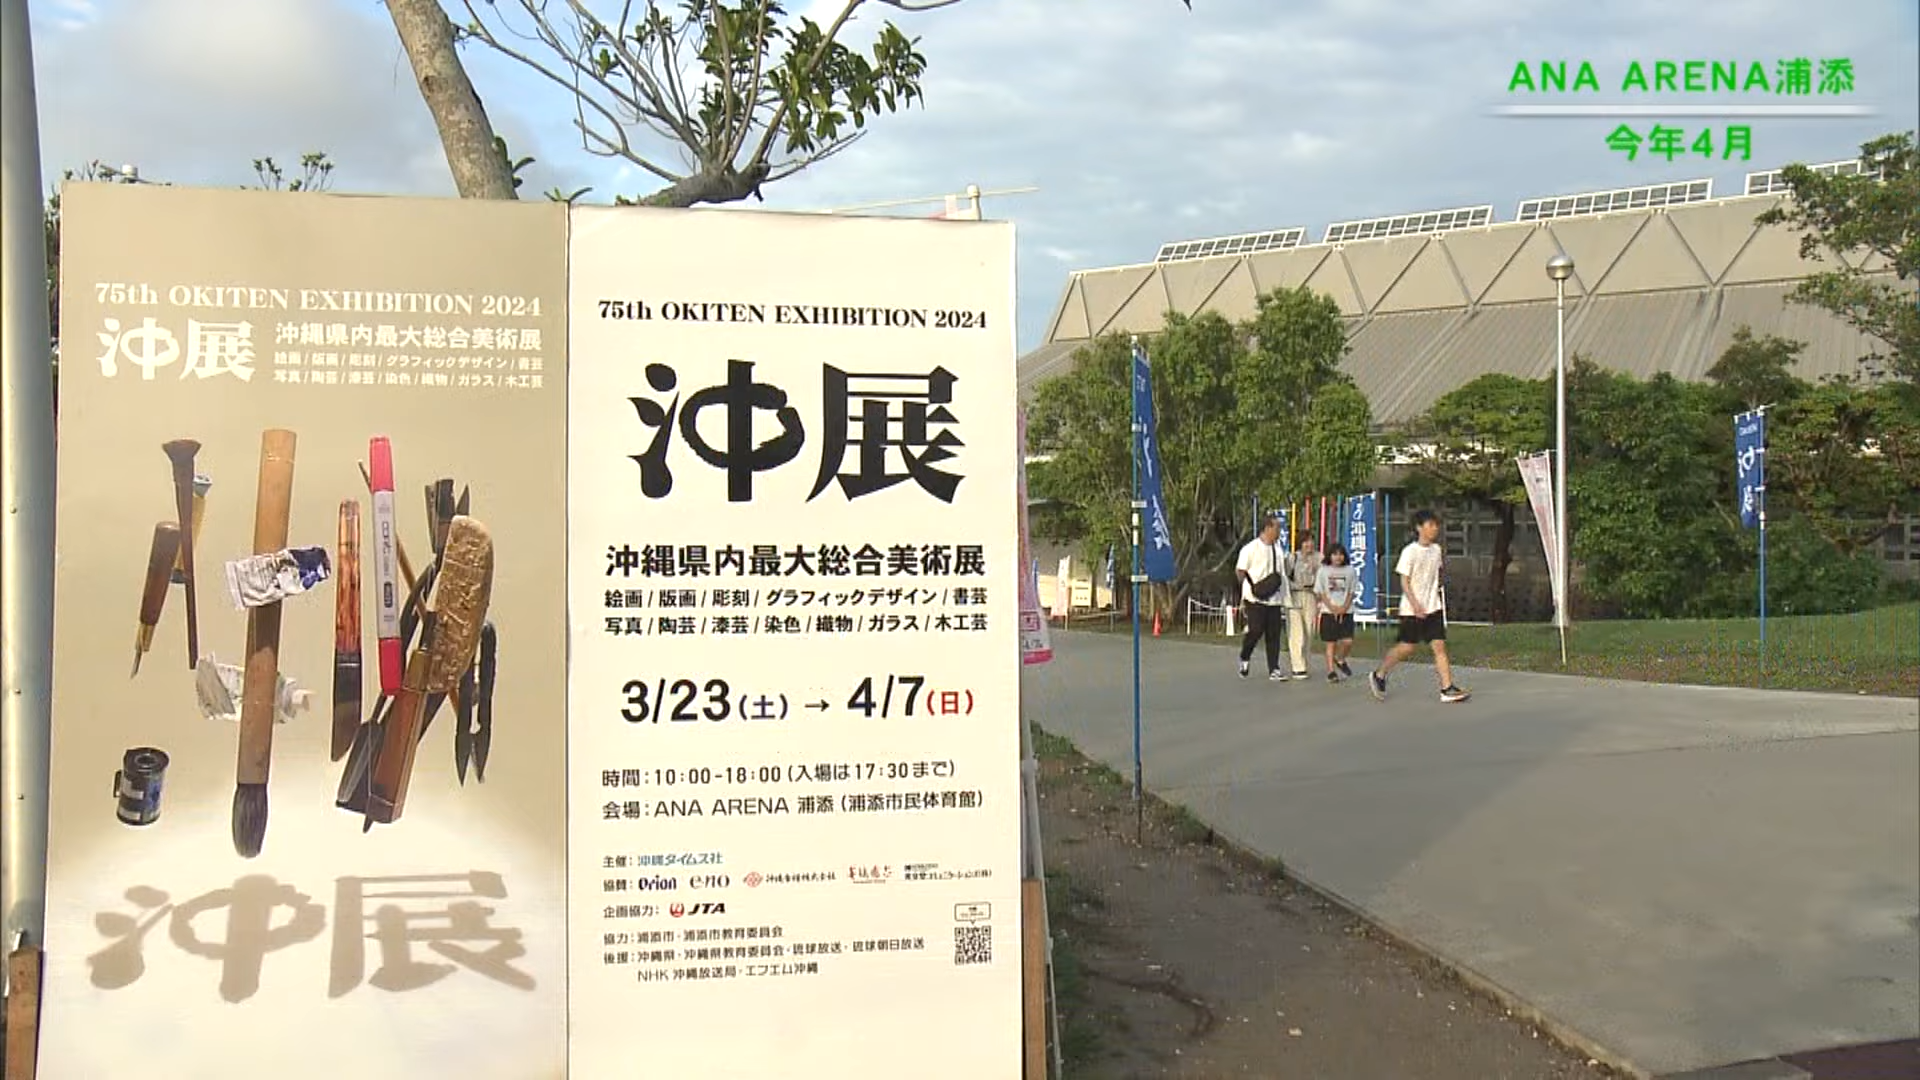 ANA ARENA浦添
今年4月
75th OKITEN EXHIBITION 2024
沖展
沖縄県内最大総合美術展
絵画/版画/彫刻/グラフィックデザイン/書芸
写真/陶芸/漆芸/染色/織物/ガラス/木工芸
沖展
75th OKITEN EXHIBITION 2024
沖展
沖縄県内最大総合美術展
絵画/版画/彫刻/グラフィックデザイン/書芸
写真/陶芸/漆芸/染色/織物/ガラス/木工芸
3/23(土) → 4/7(日)
時間:10:00-18:00(入場は17:30まで)
会場:ANA ARENA 浦添(浦添市民体育館)
主催:沖縄タイムス社
協賛:Orion e-no
企画協力:JTA
協力:浦添市・浦添市教育委員会
後援:沖縄県・沖縄県教育委員会・琉球放送・琉球朝日放送
NHK沖縄放送局・エフエム沖縄
沖縄タイムス